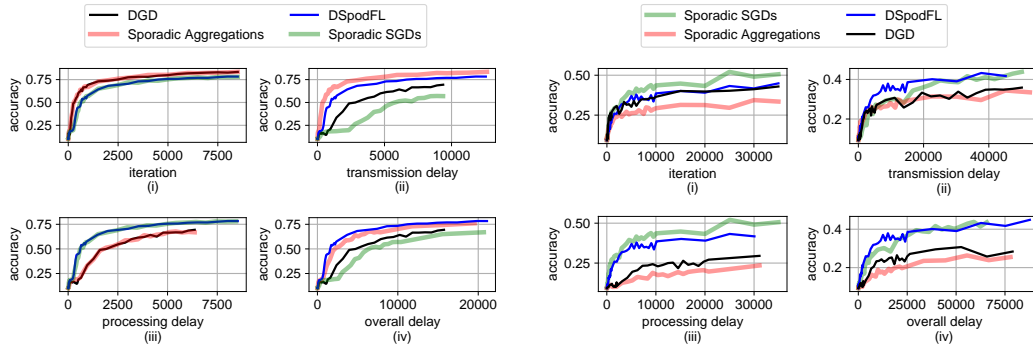 DGD DSpodFL
Sporadic Aggregations Sporadic SGDs
Sporadic SGDs DSpodFL
Sporadic Aggregations DGD
accuracy
0.75
0.50
0.25
0 2500 5000 7500
iteration
(i)
accuracy
0.75
0.50
0.25
0 5000 10000
transmission delay
(ii)
accuracy
0.50
0.25
0 10000 20000 30000
iteration
(i)
accuracy
0.4
0.2
0 20000 40000
transmission delay
(ii)
accuracy
0.75
0.50
0.25
0 2500 5000 7500
processing delay
(iii)
accuracy
0.75
0.50
0.25
0 10000 20000
overall delay
(iv)
accuracy
0.50
0.25
0 10000 20000 30000
processing delay
(iii)
accuracy
0.4
0.2
0 25000 50000 75000
overall delay
(iv)